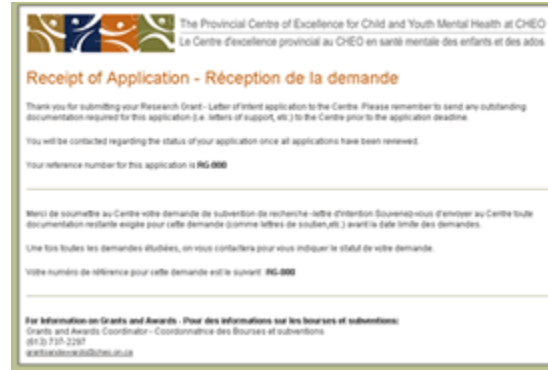 The Provincial Centre of Excellence for Child and Youth Mental Health at CHEO
Le Centre d'excellence provincial au CHEO en santé mentale des enfants et des ados
Receipt of Application - Réception de la demande
Thank you for submitting your Research Grant - Letter of Intent application to the Centre. Please remember to send any outstanding
documentation required for this application (i.e. letters of support, etc.) to the Centre prior to the application deadline.
You will be contacted regarding the status of your application once all applications have been reviewed.
Your reference number for this application is RG-000
Merci de soumettre au Centre votre demande de subvention de recherche -lettre d'intention Souvenez-vous d'envoyer au Centre toute
documentation restante exigée pour cette demande (comme lettres de soutien,etc.) avant la date limite des demandes.
Une fois toutes les demandes étudiées, on vous contactera pour vous indiquer le statut de votre demande.
Votre numéro de référence pour cette demande est le suivant: RG-000
For Information on Grants and Awards - Pour des informations sur les bourses et subventions:
Grants and Awards Coordinator - Coordonnatrice des Bourses et subventions
(613) 737-2297
grantsandawards@cheo.on.ca